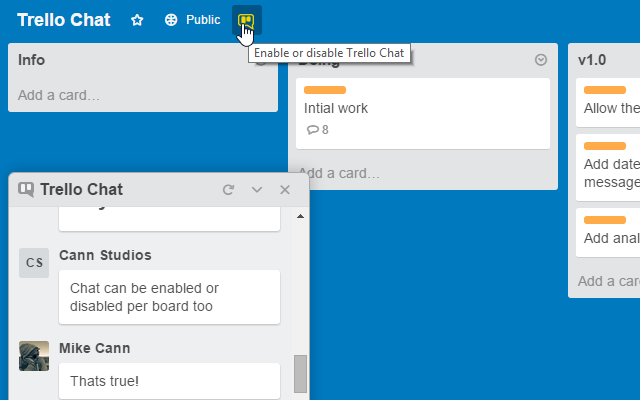 Trello Chat
Public
Enable or disable Trello Chat
Info
Add a card…
Intial work
8
Add a card…
v1.0
Allow the
Add date
message
Add anal
Add a card
Trello Chat
CS
Cann Studios
Chat can be enabled or
disabled per board too
Mike Cann
Thats true!